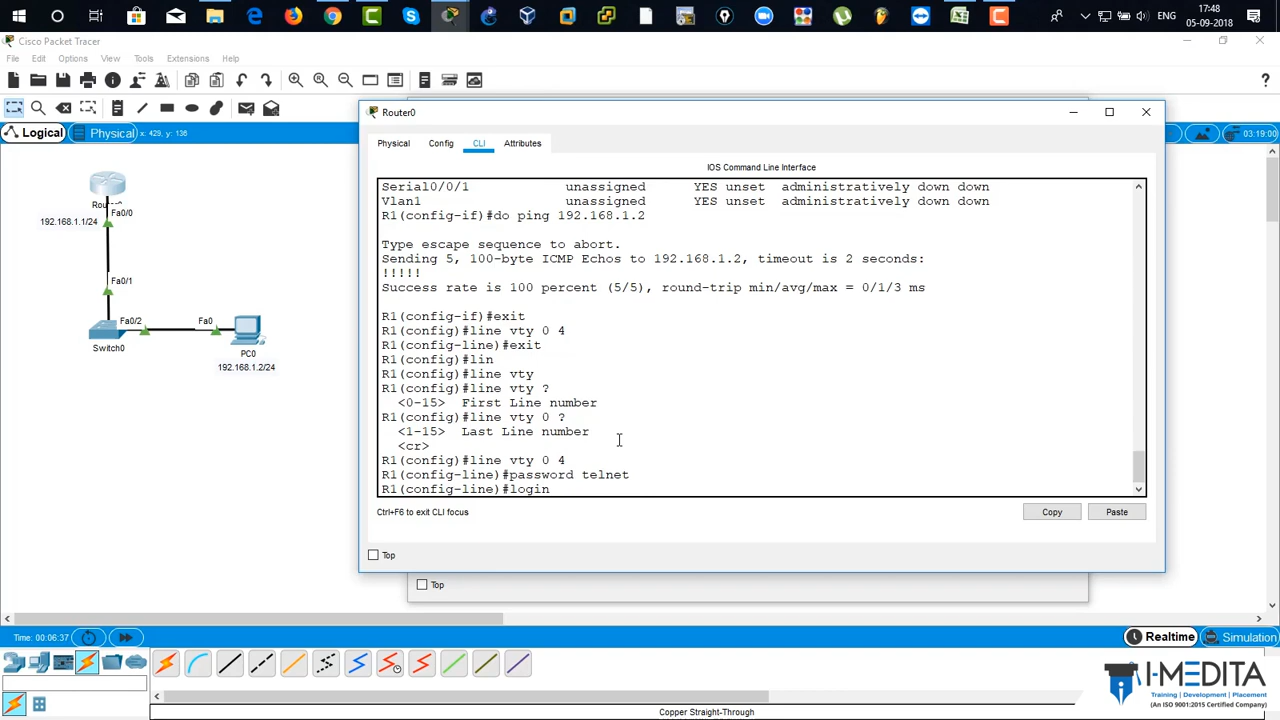 ENG
17:48
05-09-2018
Cisco Packet Tracer
File Edit Options View Tools Extensions Help
Logical Physical x: 429, y: 136
03:19:00
Router0
Physical Config CLI Attributes
IOS Command Line Interface
Serial0/0/1 unassigned YES unset administratively down down
Vlan1 unassigned YES unset administratively down down
R1(config-if)#do ping 192.168.1.2
Type escape sequence to abort.
Sending 5, 100-byte ICMP Echos to 192.168.1.2, timeout is 2 seconds:
!!!!!
Success rate is 100 percent (5/5), round-trip min/avg/max = 0/1/3 ms
R1(config-if)#exit
R1(config)#line vty 0 4
R1(config-line)#exit
R1(config)#lin
R1(config)#line vty
R1(config)#line vty ?
<0-15> First Line number
R1(config)#line vty 0 ?
<1-15> Last Line number
<cr>
R1(config)#line vty 0 4
R1(config-line)#password telnet
R1(config-line)#login
Ctrl+F6 to exit CLI focus
Copy Paste
Top
Top
Fa0/0
192.168.1.1/24
Fa0/1
Fa0/2 Fa0
Switch0
PC0
192.168.1.2/24
Time: 00:06:37
Realtime Simulation
Copper Straight-Through
I-MEDITA
Training | Development | Placement
(An ISO 9001:2015 Certified Company)